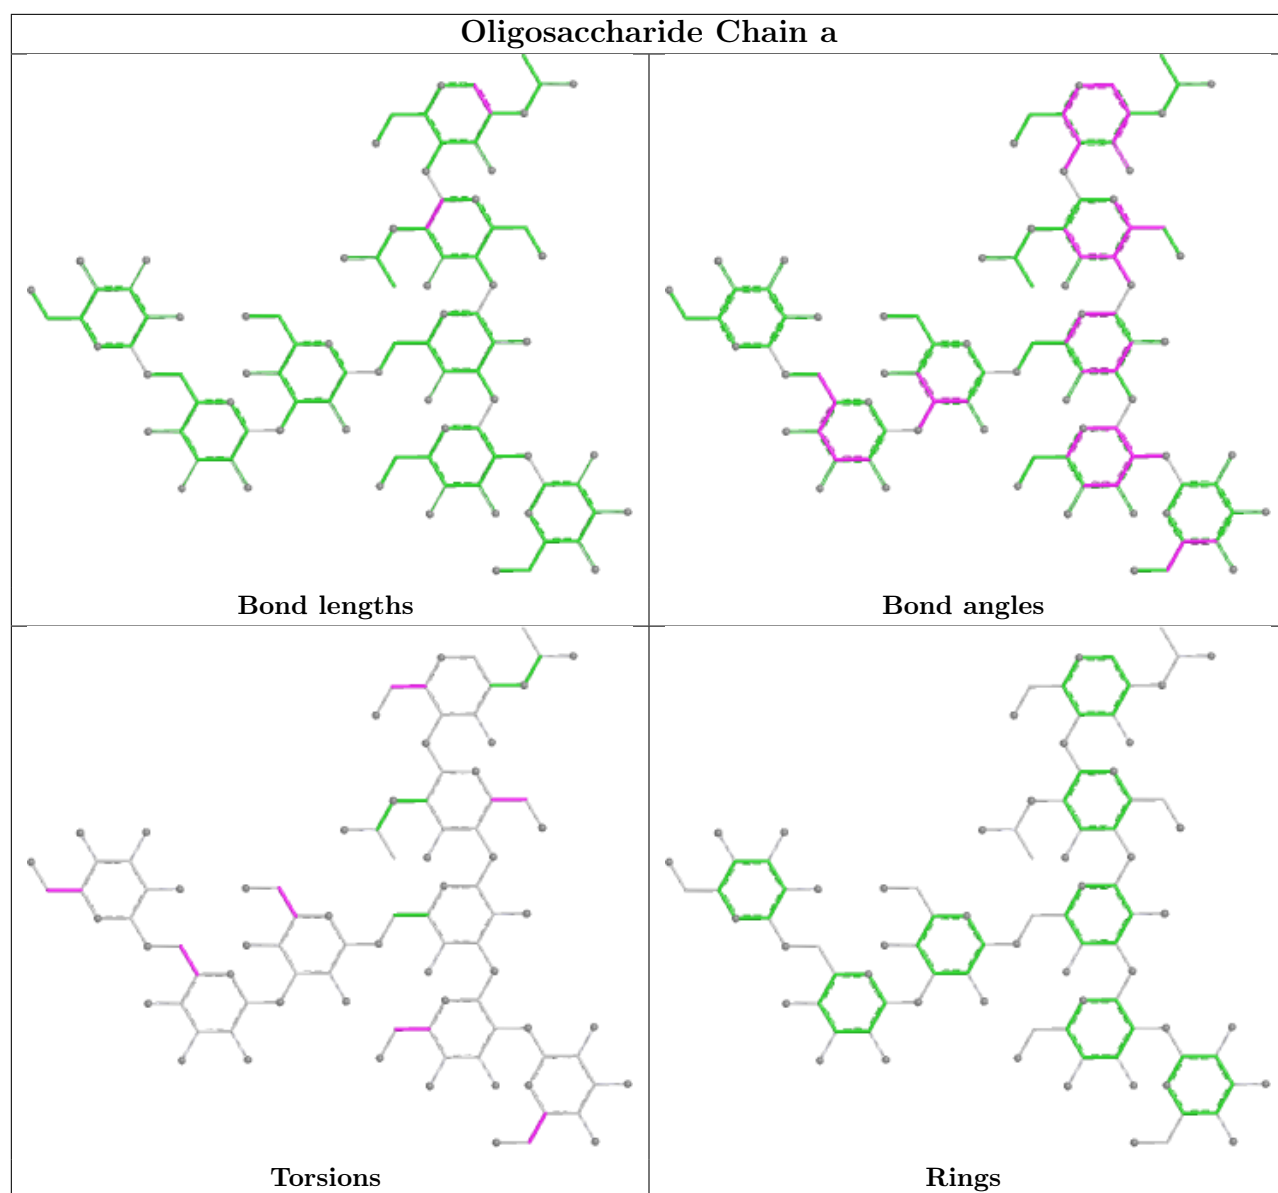 Oligosaccharide Chain a
Bond lengths
Bond angles
Torsions
Rings